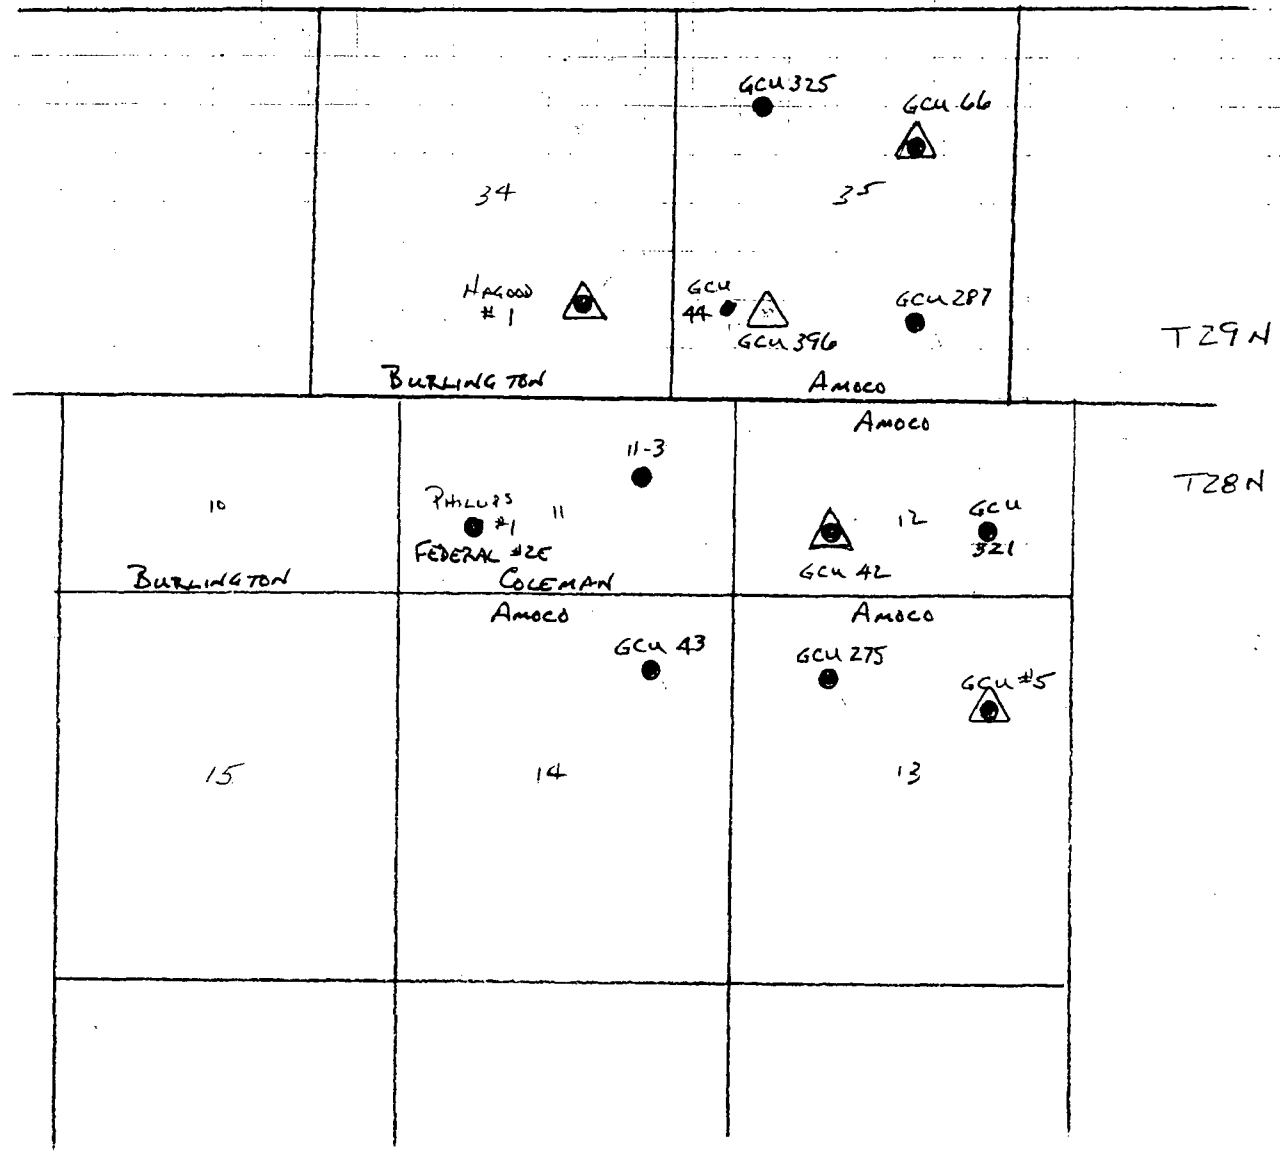 GCU 325
GCU 66
34
35
HAGOOD
# 1
GCU
44
GCU 396
GCU 287
T29N
BURLINGTON
AMOCO
AMOCO
11-3
T28N
10
PHILLIPS
#1
11
12
GCU
321
FEDERAL #2E
GCU 42
BURLINGTON
COLEMAN
AMOCO
AMOCO
GCU 43
GCU 275
GCU #5
15
14
13